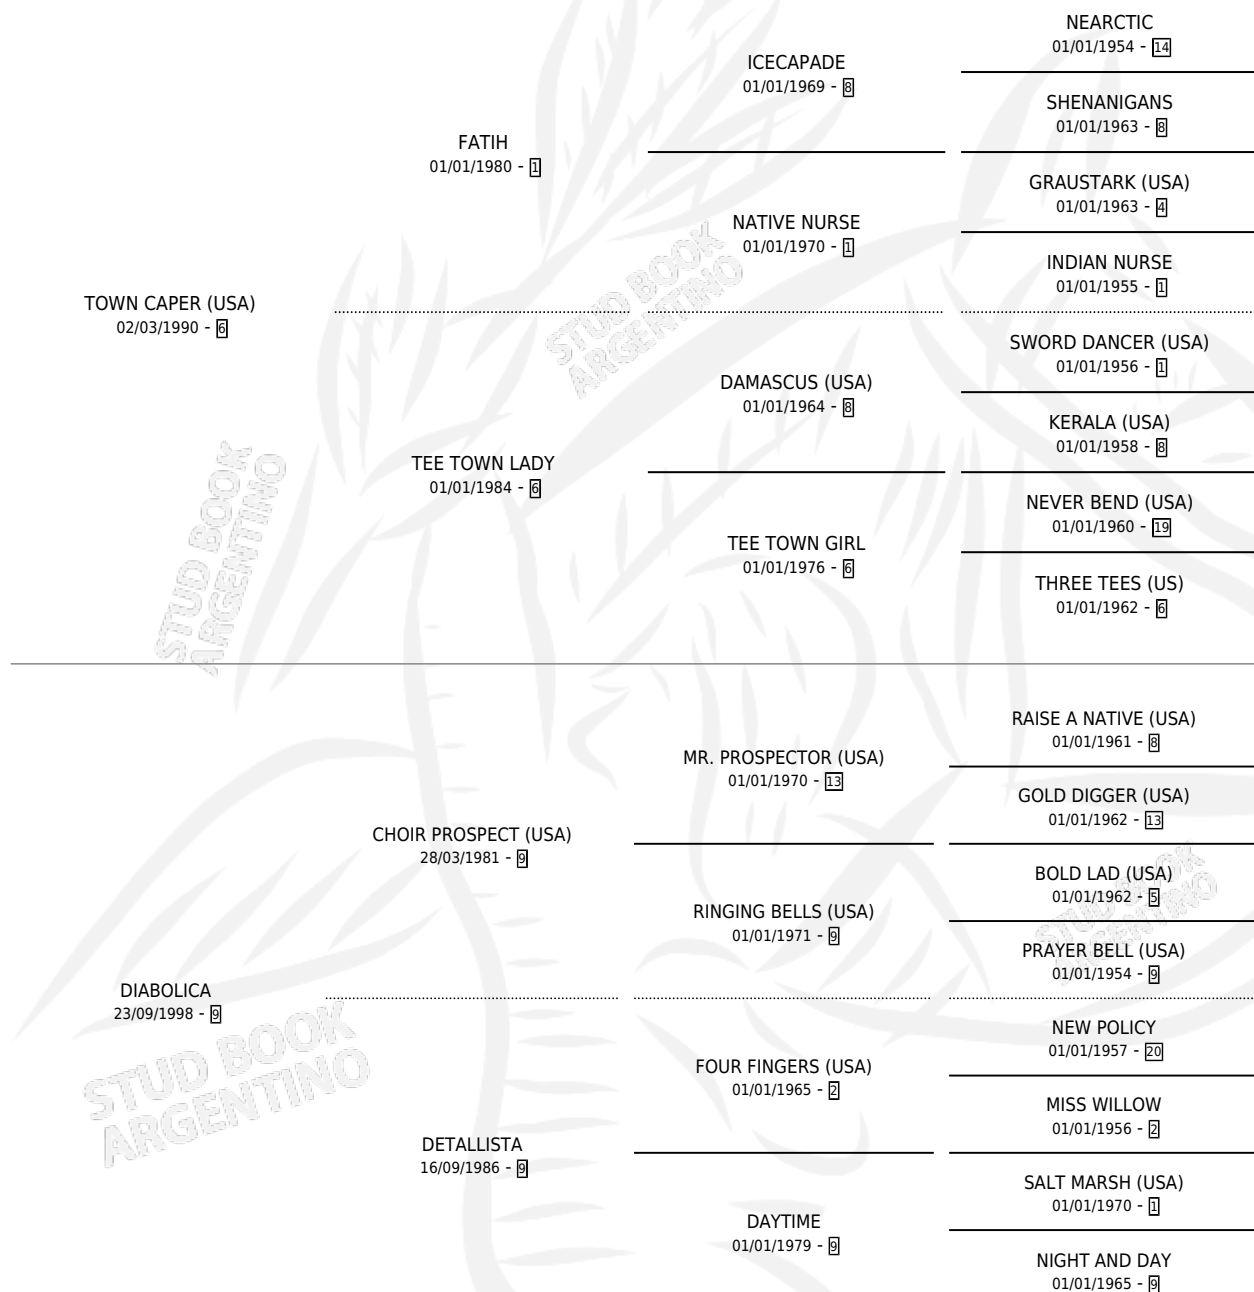 NEARCTIC
01/01/1954 - 14
ICECAPADE
01/01/1969 - 8
SHENANIGANS
01/01/1963 - 8
FATIH
01/01/1980 - 1
GRAUSTARK (USA)
01/01/1963 - 4
NATIVE NURSE
01/01/1970 - 1
INDIAN NURSE
01/01/1955 - 1
TOWN CAPER (USA)
02/03/1990 - 6
SWORD DANCER (USA)
01/01/1956 - 1
DAMASCUS (USA)
01/01/1964 - 8
KERALA (USA)
01/01/1958 - 8
TEE TOWN LADY
01/01/1984 - 6
NEVER BEND (USA)
01/01/1960 - 19
TEE TOWN GIRL
01/01/1976 - 6
THREE TEES (US)
01/01/1962 - 6
RAISE A NATIVE (USA)
01/01/1961 - 8
MR. PROSPECTOR (USA)
01/01/1970 - 13
GOLD DIGGER (USA)
01/01/1962 - 13
CHOIR PROSPECT (USA)
28/03/1981 - 9
BOLD LAD (USA)
01/01/1962 - 5
RINGING BELLS (USA)
01/01/1971 - 9
PRAYER BELL (USA)
01/01/1954 - 9
DIABOLICA
23/09/1998 - 9
NEW POLICY
01/01/1957 - 20
FOUR FINGERS (USA)
01/01/1965 - 2
MISS WILLOW
01/01/1956 - 2
DETALLISTA
16/09/1986 - 9
SALT MARSH (USA)
01/01/1970 - 1
DAYTIME
01/01/1979 - 9
NIGHT AND DAY
01/01/1965 - 9
STUD BOOK
ARGENTINO
STUD BOOK
ARGENTINO
STUD BOOK
ARGENTINO
STUD BOOK
ARGENTINO